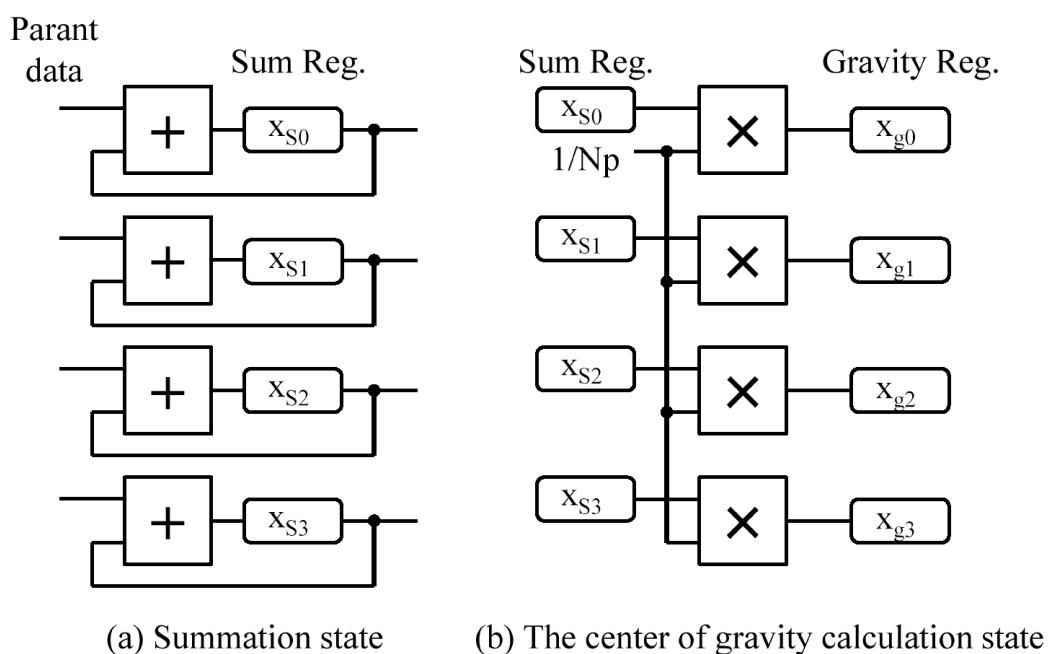 Parant
data
Sum Reg.
+
x_S0
+
x_S1
+
x_S2
+
x_S3
(a) Summation state
Sum Reg.
Gravity Reg.
x_S0
1/Np
×
x_g0
x_S1
×
x_g1
x_S2
×
x_g2
x_S3
×
x_g3
(b) The center of gravity calculation state